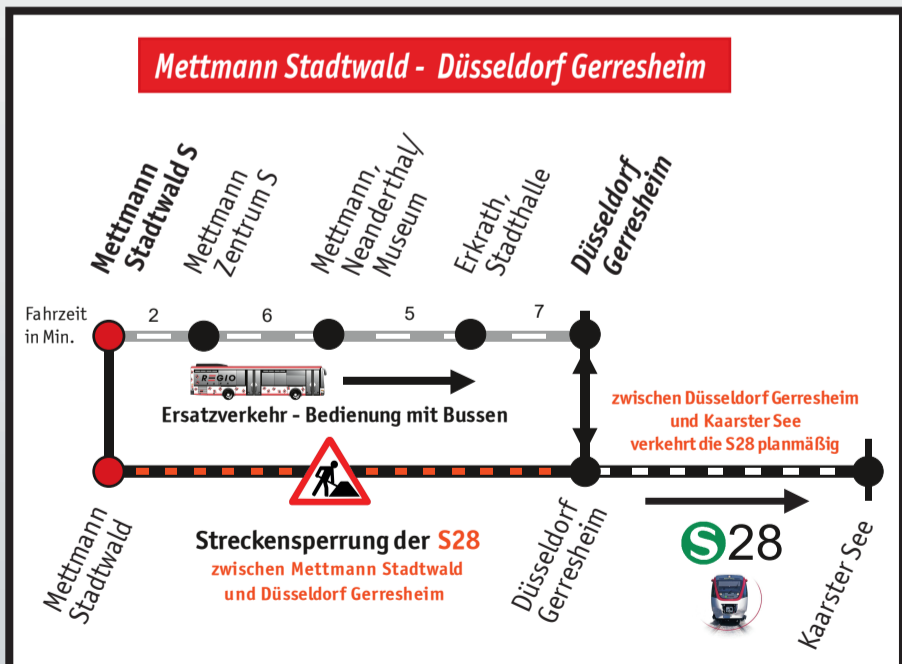 Mettmann Stadtwald - Düsseldorf Gerresheim
Mettmann
Stadtwald S
Mettmann
Zentrum S
Mettmann,
Neanderthal/
Museum
Erkrath,
Stadthalle
Düsseldorf
Gerresheim
Fahrzeit
in Min.
2
6
5
7
REGIO
Ersatzverkehr - Bedienung mit Bussen
zwischen Düsseldorf Gerresheim
und Kaarster See
verkehrt die S28 planmäßig
Mettmann
Stadtwald
Streckensperrung der S28
zwischen Mettmann Stadtwald
und Düsseldorf Gerresheim
Düsseldorf
Gerresheim
S28
Kaarster See